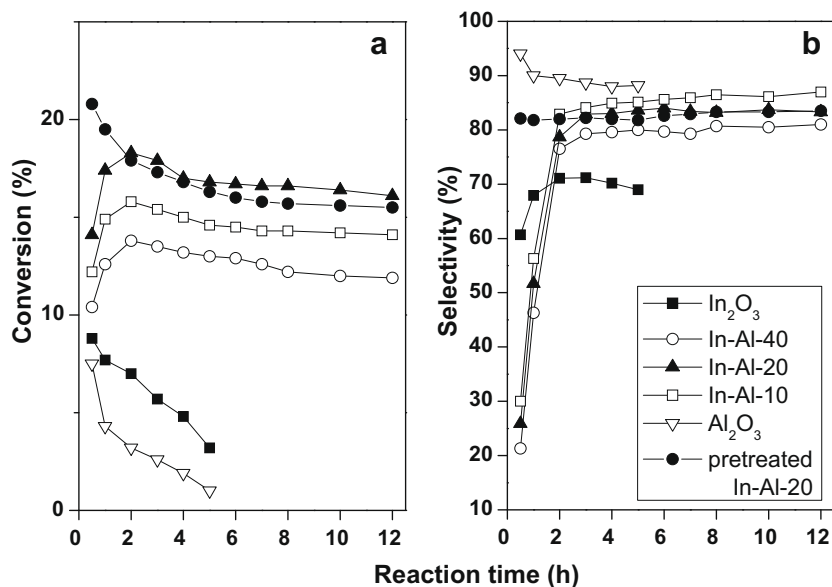 a
Conversion (%)
20
10
0
0 2 4 6 8 10 12
b
Selectivity (%)
100
90
80
70
60
50
40
30
20
10
0 2 4 6 8 10 12
In₂O₃
In-Al-40
In-Al-20
In-Al-10
Al₂O₃
pretreated
In-Al-20
Reaction time (h)